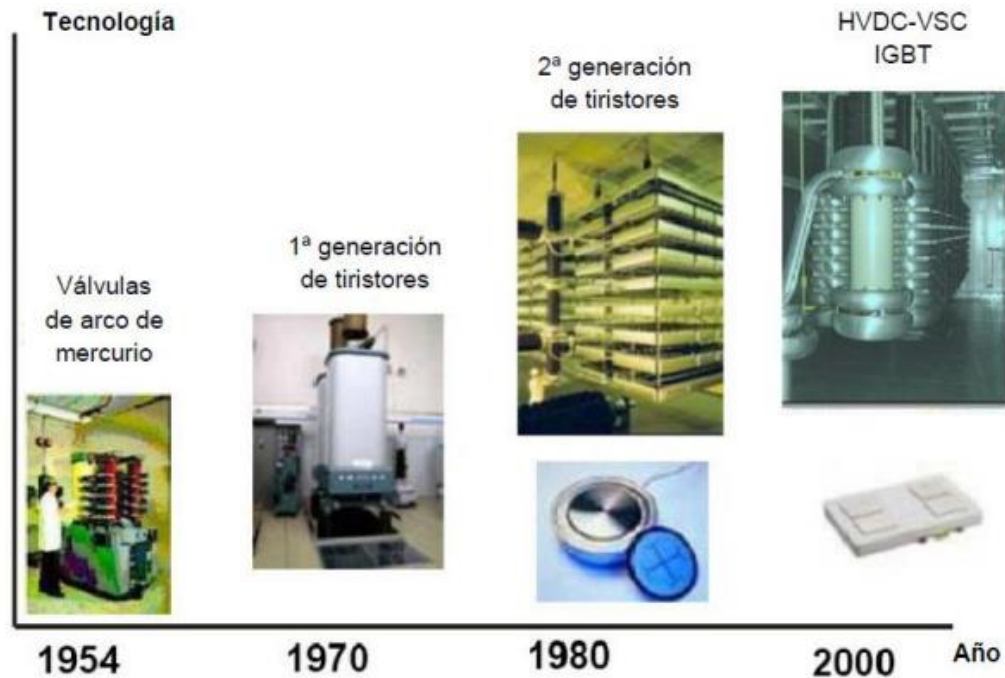 Tecnología
HVDC-VSC
IGBT
2ª generación
de tiristores
1ª generación
de tiristores
Válvulas
de arco de
mercurio
1954
1970
1980
2000
Año